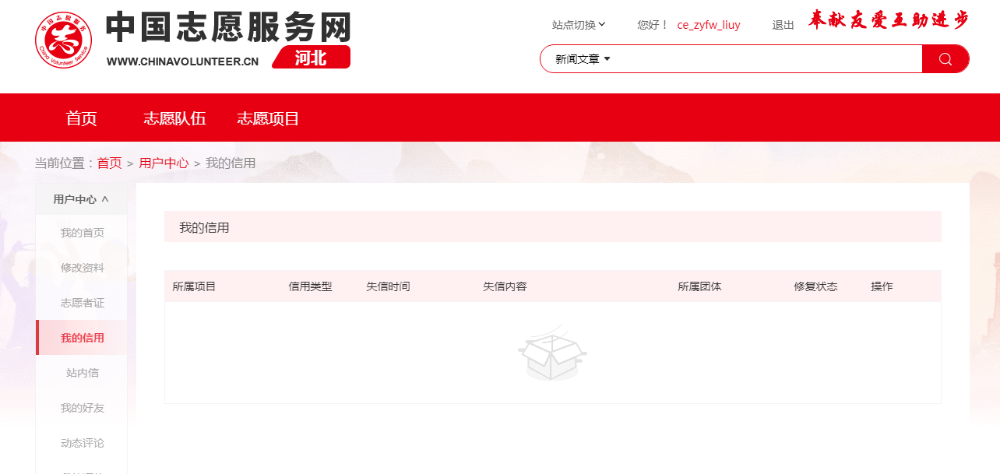 中国志愿服务
China Volunteer Service
中国志愿服务网
WWW.CHINAVOLUNTEER.CN
河北
站点切换
您好！ ce_zyfw_liuy
退出
奉献友爱互助进步
新闻文章
首页 志愿队伍 志愿项目
当前位置：首页 > 用户中心 > 我的信用
用户中心
我的首页
修改资料
志愿者证
我的信用
站内信
我的好友
动态评论
我的信用
所属项目 信用类型 失信时间 失信内容 所属团体 修复状态 操作